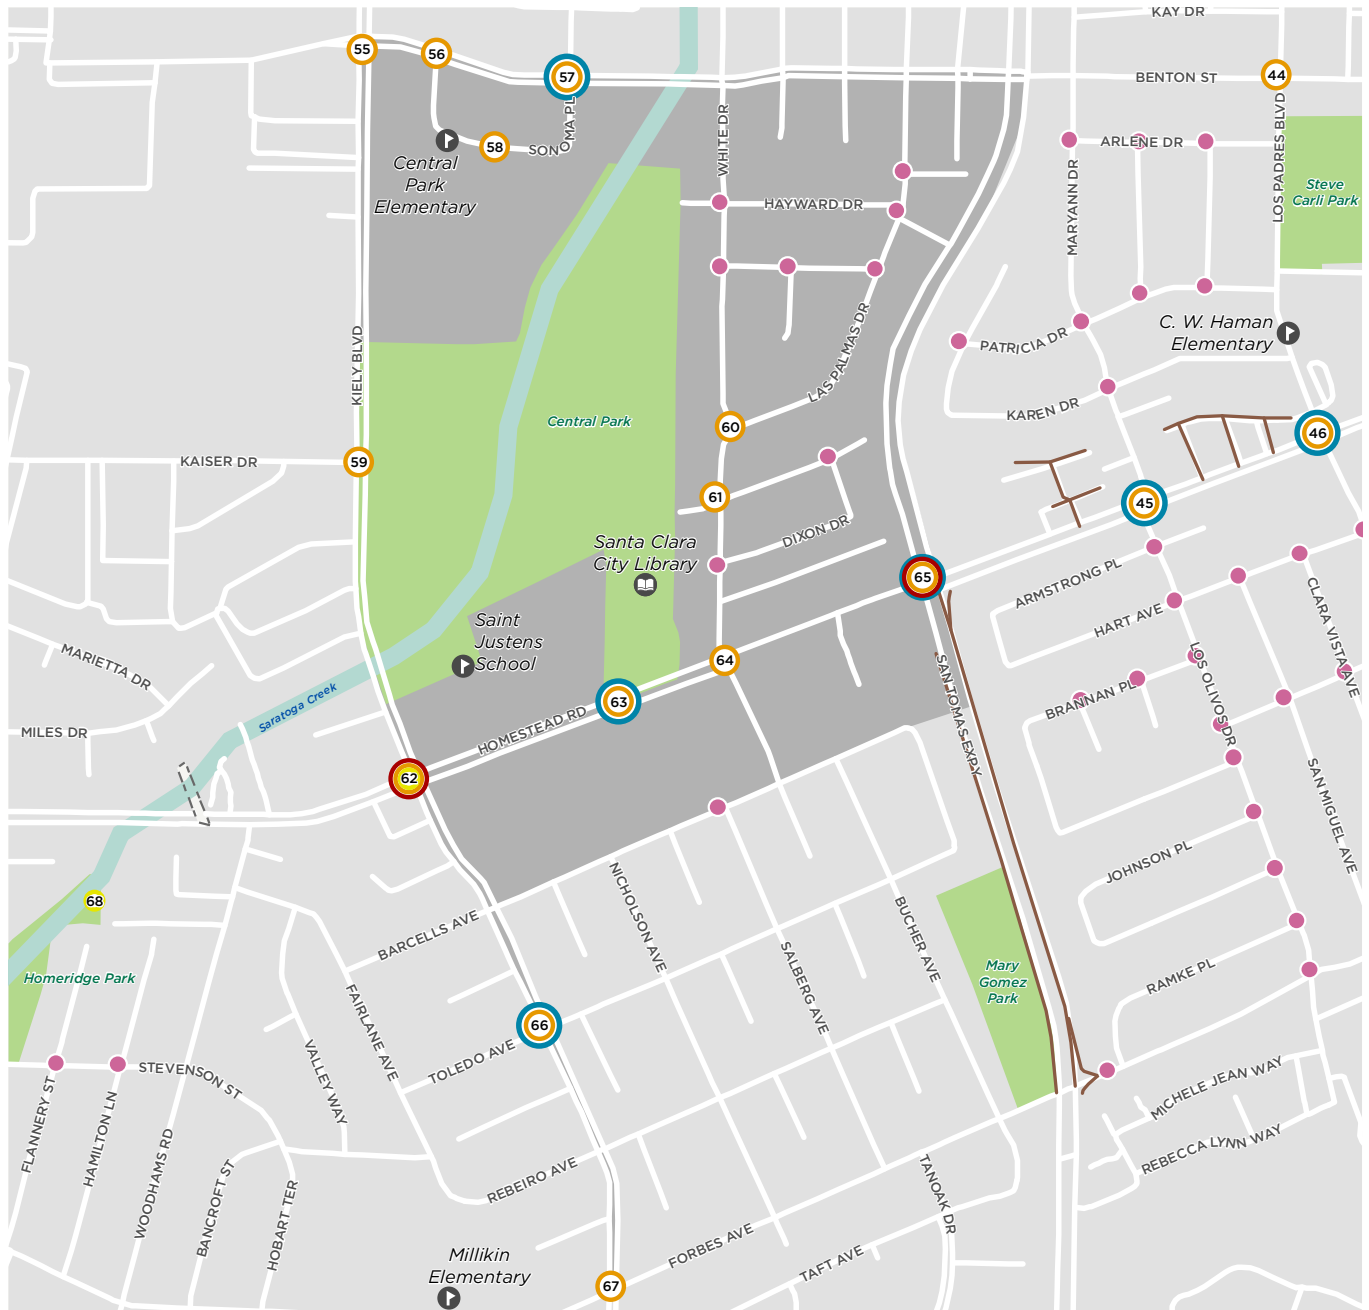 KAY DR
55
56
57
BENTON ST
44
SONOMA PL
58
Central
Park
Elementary
WHITE DR
ARLENE DR
LOS PADRES BLVD
Steve
Carli Park
HAYWARD DR
MARYANN DR
KIELY BLVD
LAS PALMAS DR
PATRICIA DR
C. W. Haman
Elementary
KAREN DR
Central Park
60
46
KAISER DR
59
61
45
DIXON DR
Santa Clara
City Library
65
ARMSTRONG PL
HART AVE
CLARA VISTA AVE
Saint
Justens
School
MARIETTA DR
64
LOS OLIVOS DR
SAN TOMAS EXPY
BRANNAN PL
Saratoga Creek
63
HOMESTEAD RD
MILES DR
62
SAN MIGUEL AVE
JOHNSON PL
68
NICHOLSON AVE
BUCHER AVE
BARCELLS AVE
SALBERG AVE
Homeridge Park
Mary
Gomez
Park
RAMKE PL
FAIRLANE AVE
66
TOLEDO AVE
VALLEY WAY
STEVENSON ST
FLANNERY ST
HAMILTON LN
WOODHAMS RD
BANCROFT ST
HOBART TER
MICHELE JEAN WAY
REBECCA LYNN WAY
REBEIRO AVE
TANOAK DR
FORBES AVE
TAFT AVE
Millikin
Elementary
67